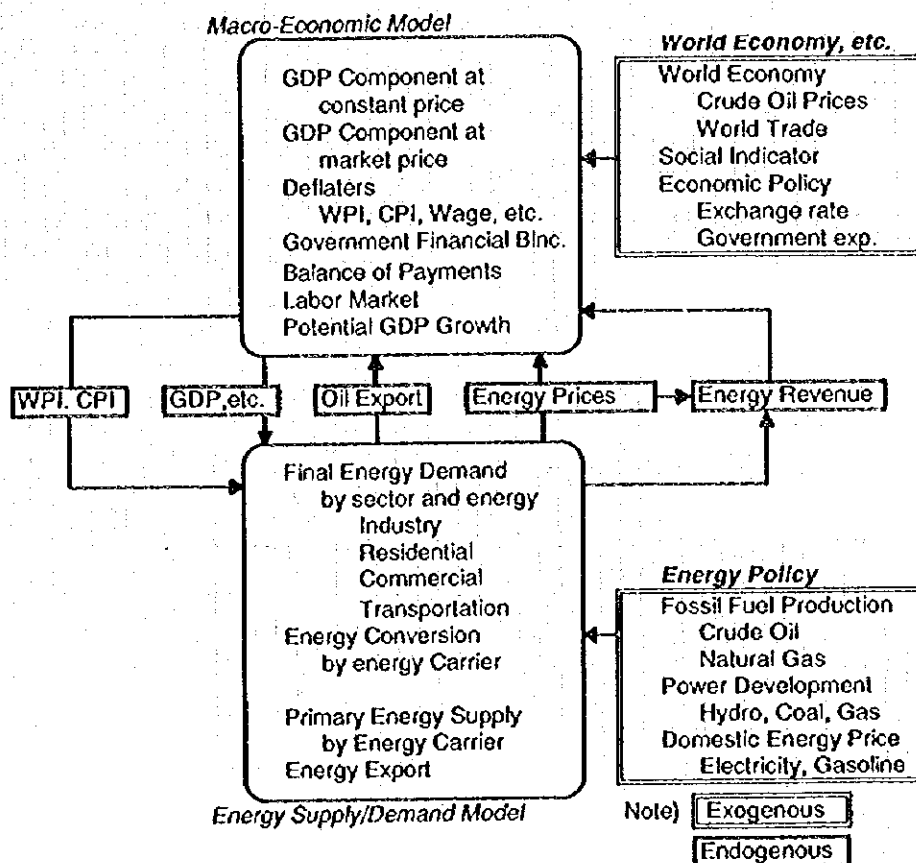 Macro-Economic Model
GDP Component at
constant price
GDP Component at
market price
Deflaters
WPI, CPI, Wage, etc.
Government Financial Blnc.
Balance of Payments
Labor Market
Potential GDP Growth
World Economy, etc.
World Economy
Crude Oil Prices
World Trade
Social Indicator
Economic Policy
Exchange rate
Government exp.
WPI. CPI
GDP,etc.
Oil Export
Energy Prices
Energy Revenue
Final Energy Demand
by sector and energy
Industry
Residential
Commercial
Transportation
Energy Conversion
by energy Carrier
Primary Energy Supply
by Energy Carrier
Energy Export
Energy Supply/Demand Model
Energy Policy
Fossil Fuel Production
Crude Oil
Natural Gas
Power Development
Hydro, Coal, Gas
Domestic Energy Price
Electricity, Gasoline
Note) Exogenous
Endogenous